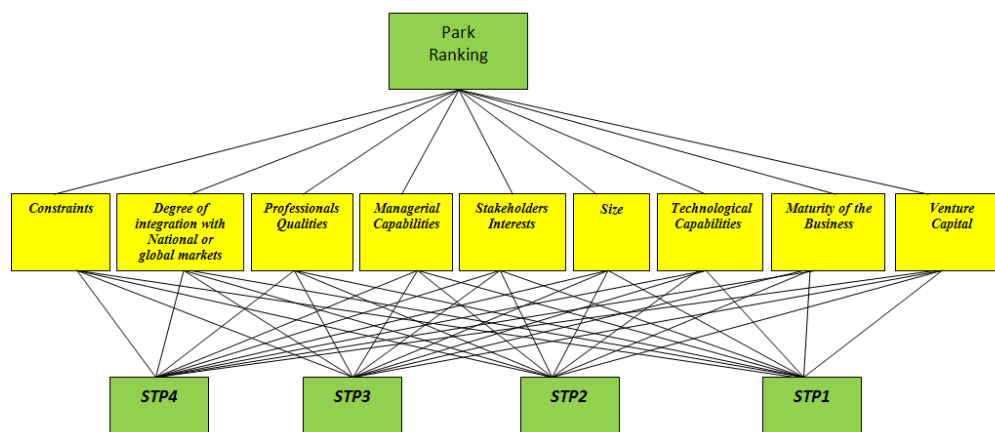 Park
Ranking
Constraints
Degree of
integration with
National or
global markets
Professionals
Qualities
Managerial
Capabilities
Stakeholders
Interests
Size
Technological
Capabilities
Maturity of the
Business
Venture
Capital
STP4
STP3
STP2
STP1